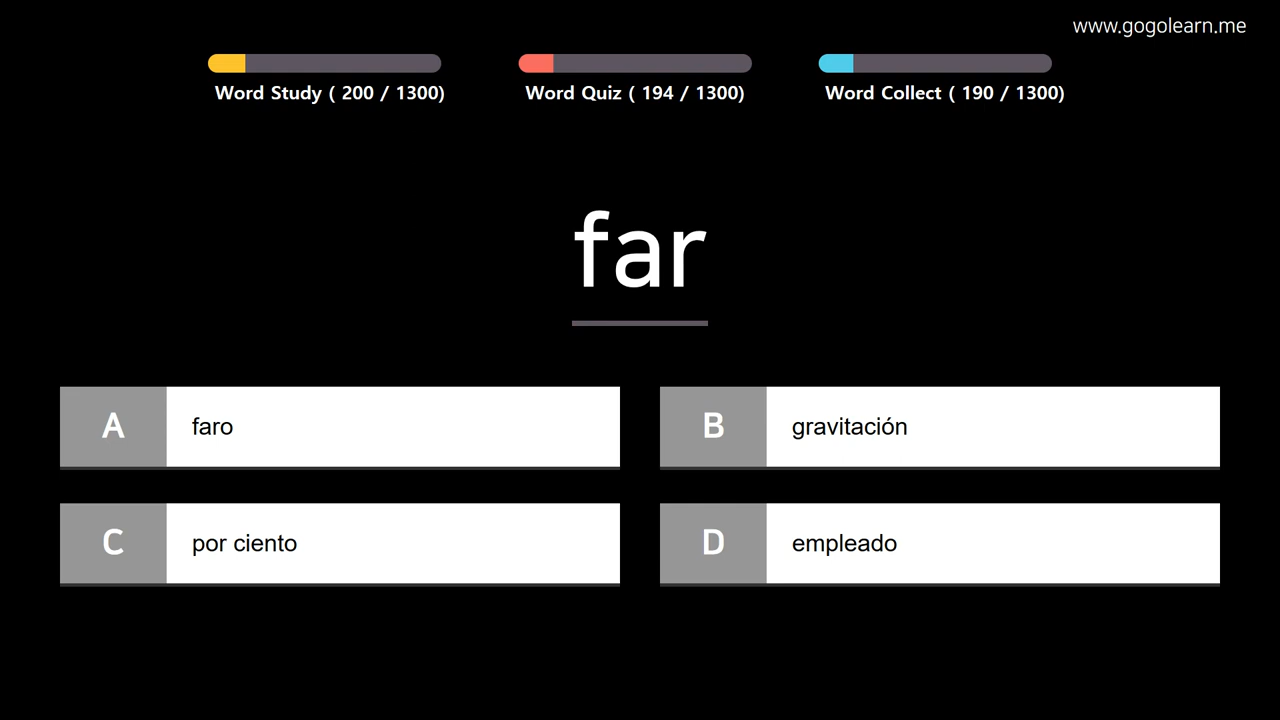 www.gogolearn.me
Word Study ( 200 / 1300)
Word Quiz ( 194 / 1300)
Word Collect ( 190 / 1300)
far
A faro
B gravitación
C por ciento
D empleado